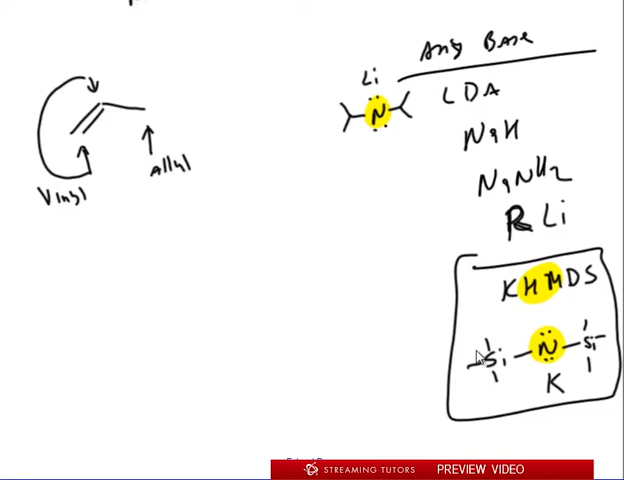 Any Base
Li
N
LDA
NaH
NaNH2
RLi
Vinyl
Allyl
KHMDS
Si N Si
K
STREAMING TUTORS PREVIEW VIDEO